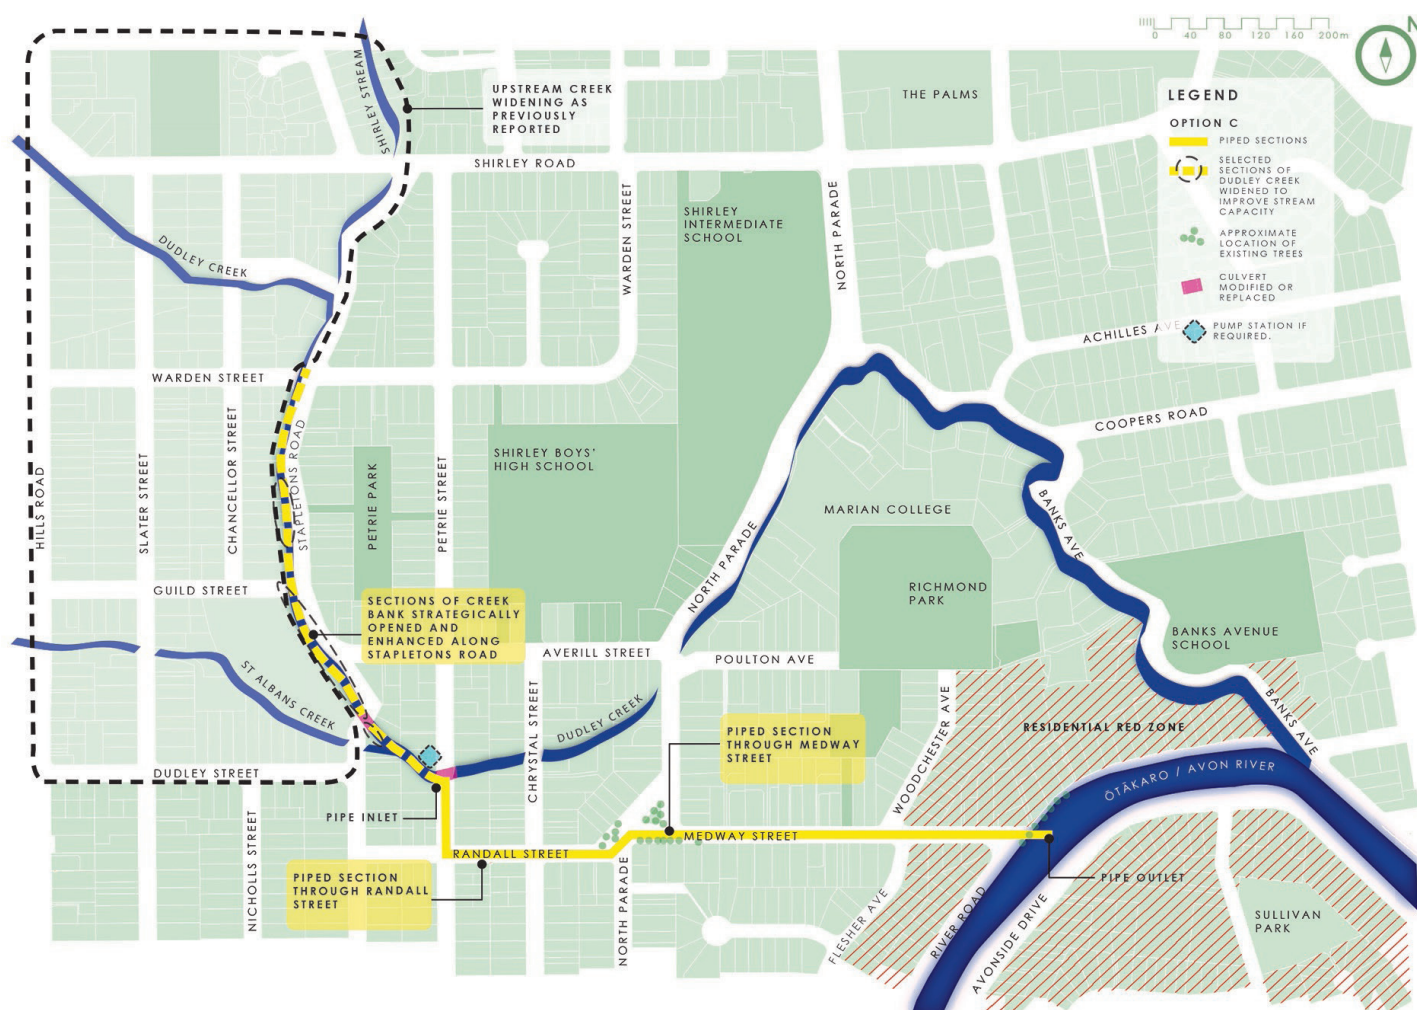 N
0 40 80 120 160 200m
LEGEND
OPTION C
PIPED SECTIONS
SELECTED
SECTIONS OF
DUDLEY CREEK
WIDENED TO
IMPROVE STREAM
CAPACITY
APPROXIMATE
LOCATION OF
EXISTING TREES
CULVERT
MODIFIED OR
REPLACED
PUMP STATION IF
REQUIRED.
SHIRLEY STREAM
UPSTREAM CREEK
WIDENING AS
PREVIOUSLY
REPORTED
THE PALMS
SHIRLEY ROAD
WARDEN STREET
SHIRLEY
INTERMEDIATE
SCHOOL
NORTH PARADE
DUDLEY CREEK
ACHILLES AVE
WARDEN STREET
COOPERS ROAD
HILLS ROAD
SLATER STREET
CHANCELLOR STREET
STAPLETONS ROAD
PETRIE PARK
PETRIE STREET
SHIRLEY BOYS'
HIGH SCHOOL
MARIAN COLLEGE
BANKS AVE
NORTH PARADE
RICHMOND
PARK
GUILD STREET
SECTIONS OF CREEK
BANK STRATEGICALLY
OPENED AND
ENHANCED ALONG
STAPLETONS ROAD
AVERILL STREET
POULTON AVE
BANKS AVENUE
SCHOOL
ST ALBANS CREEK
CHRYSTAL STREET
DUDLEY CREEK
WOODCHESTER AVE
RESIDENTIAL RED ZONE
BANKS AVE
PIPED SECTION
THROUGH MEDWAY
STREET
DUDLEY STREET
ŌTĀKARO / AVON RIVER
PIPE INLET
NICHOLLS STREET
RANDALL STREET
MEDWAY STREET
PIPED SECTION
THROUGH RANDALL
STREET
NORTH PARADE
FLESHER AVE
RIVER ROAD
AVONSIDE DRIVE
PIPE OUTLET
SULLIVAN
PARK